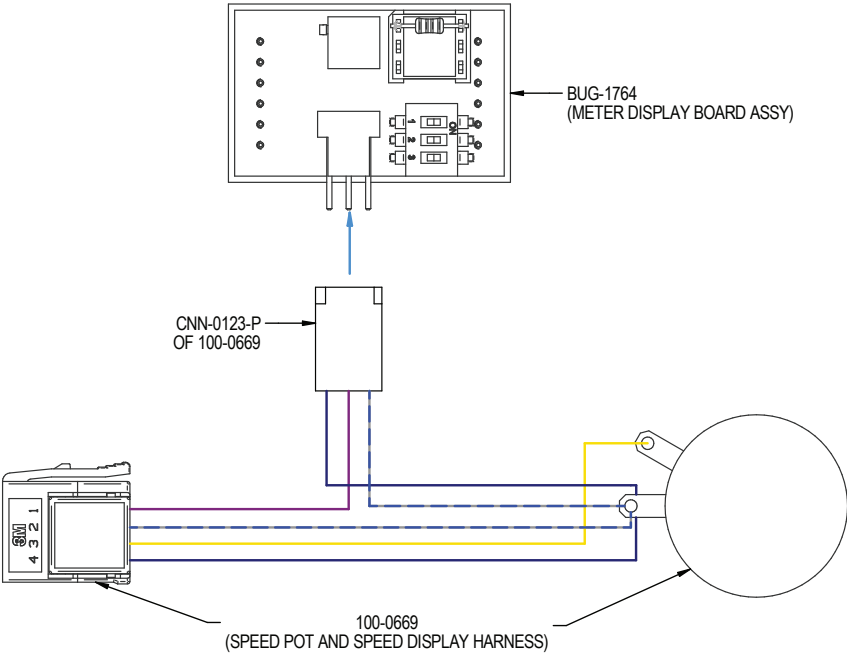 1
2
3
ON
BUG-1764
(METER DISPLAY BOARD ASSY)
CNN-0123-P
OF 100-0669
3M
4 3 2 1
100-0669
(SPEED POT AND SPEED DISPLAY HARNESS)